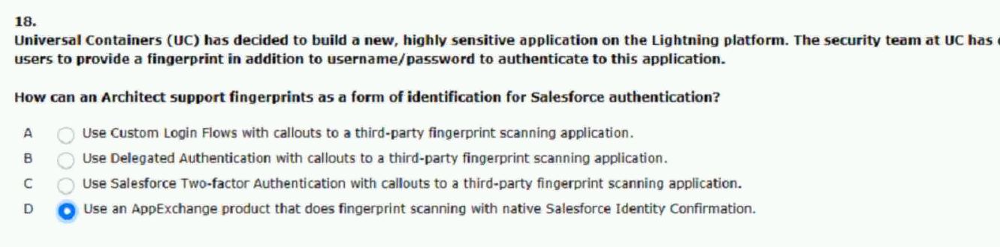 18.
Universal Containers (UC) has decided to build a new, highly sensitive application on the Lightning platform. The security team at UC has
users to provide a fingerprint in addition to username/password to authenticate to this application.
How can an Architect support fingerprints as a form of identification for Salesforce authentication?
A Use Custom Login Flows with callouts to a third-party fingerprint scanning application.
B Use Delegated Authentication with callouts to a third-party fingerprint scanning application.
C Use Salesforce Two-factor Authentication with callouts to a third-party fingerprint scanning application.
D Use an AppExchange product that does fingerprint scanning with native Salesforce Identity Confirmation.